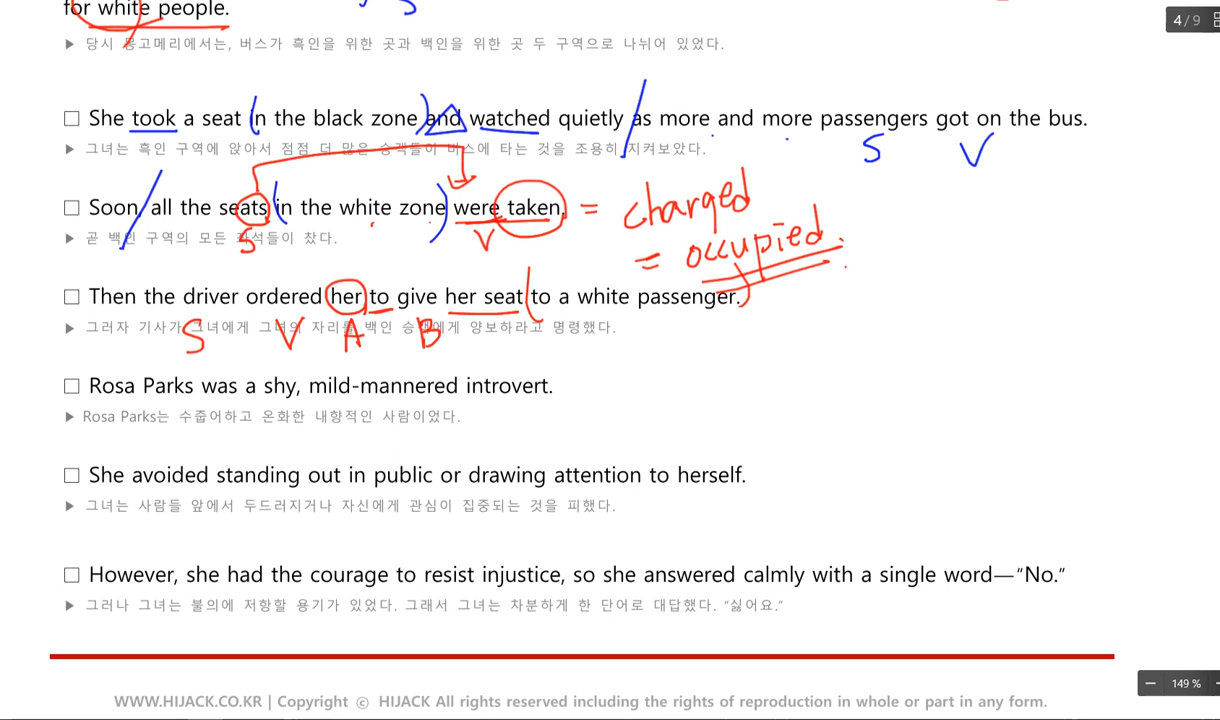 for white people.
4 / 9
▶ 당시 몽고메리에서는, 버스가 흑인을 위한 곳과 백인을 위한 곳 두 구역으로 나뉘어 있었다.
□ She took a seat in the black zone and watched quietly as more and more passengers got on the bus.
S V
▶ 그녀는 흑인 구역에 앉아서 점점 더 많은 승객들이 버스에 타는 것을 조용히 지켜보았다.
□ Soon, all the seats in the white zone were taken. = charged
S V
= occupied
▶ 곧 백인 구역의 모든 좌석들이 찼다.
□ Then the driver ordered her to give her seat to a white passenger.
S V A B
▶ 그러자 기사가 그녀에게 그녀의 자리를 백인 승객에게 양보하라고 명령했다.
□ Rosa Parks was a shy, mild-mannered introvert.
▶ Rosa Parks는 수줍어하고 온화한 내향적인 사람이었다.
□ She avoided standing out in public or drawing attention to herself.
▶ 그녀는 사람들 앞에서 두드러지거나 자신에게 관심이 집중되는 것을 피했다.
□ However, she had the courage to resist injustice, so she answered calmly with a single word—“No.”
▶ 그러나 그녀는 불의에 저항할 용기가 있었다. 그래서 그녀는 차분하게 한 단어로 대답했다. “싫어요.”
WWW.HIJACK.CO.KR | Copyright ⓒ HIJACK All rights reserved including the rights of reproduction in whole or part in any form.
149 %